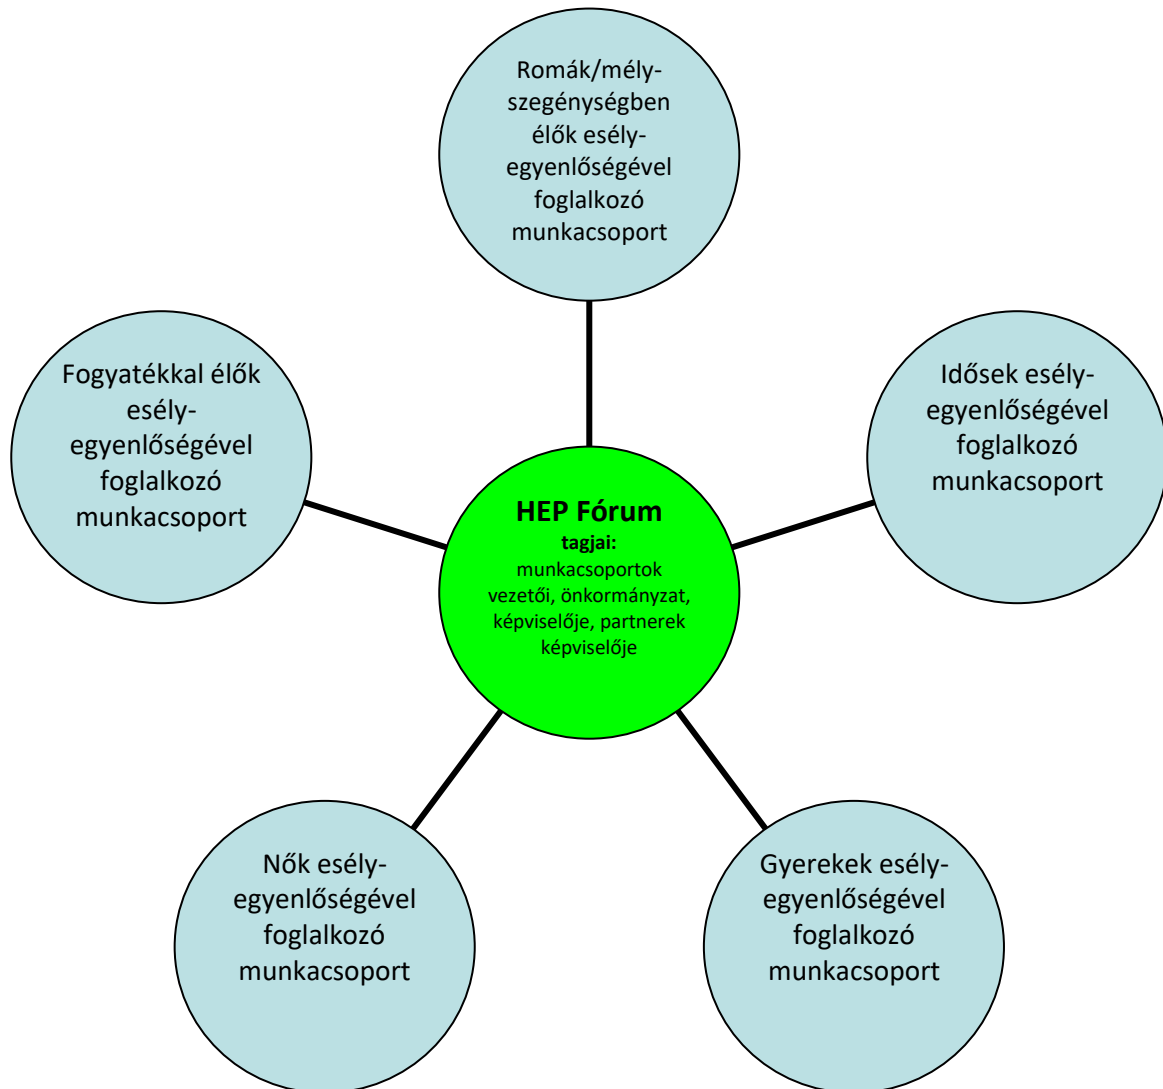 Romák/mély-
szegénységben
élők esély-
egyenlőségével
foglalkozó
munkacsoport
Fogyatékkal élők
esély-
egyenlőségével
foglalkozó
munkacsoport
Idősek esély-
egyenlőségével
foglalkozó
munkacsoport
HEP Fórum
tagjai:
munkacsoportok
vezetői, önkormányzat,
képviselője, partnerek
képviselője
Nők esély-
egyenlőségével
foglalkozó
munkacsoport
Gyerekek esély-
egyenlőségével
foglalkozó
munkacsoport